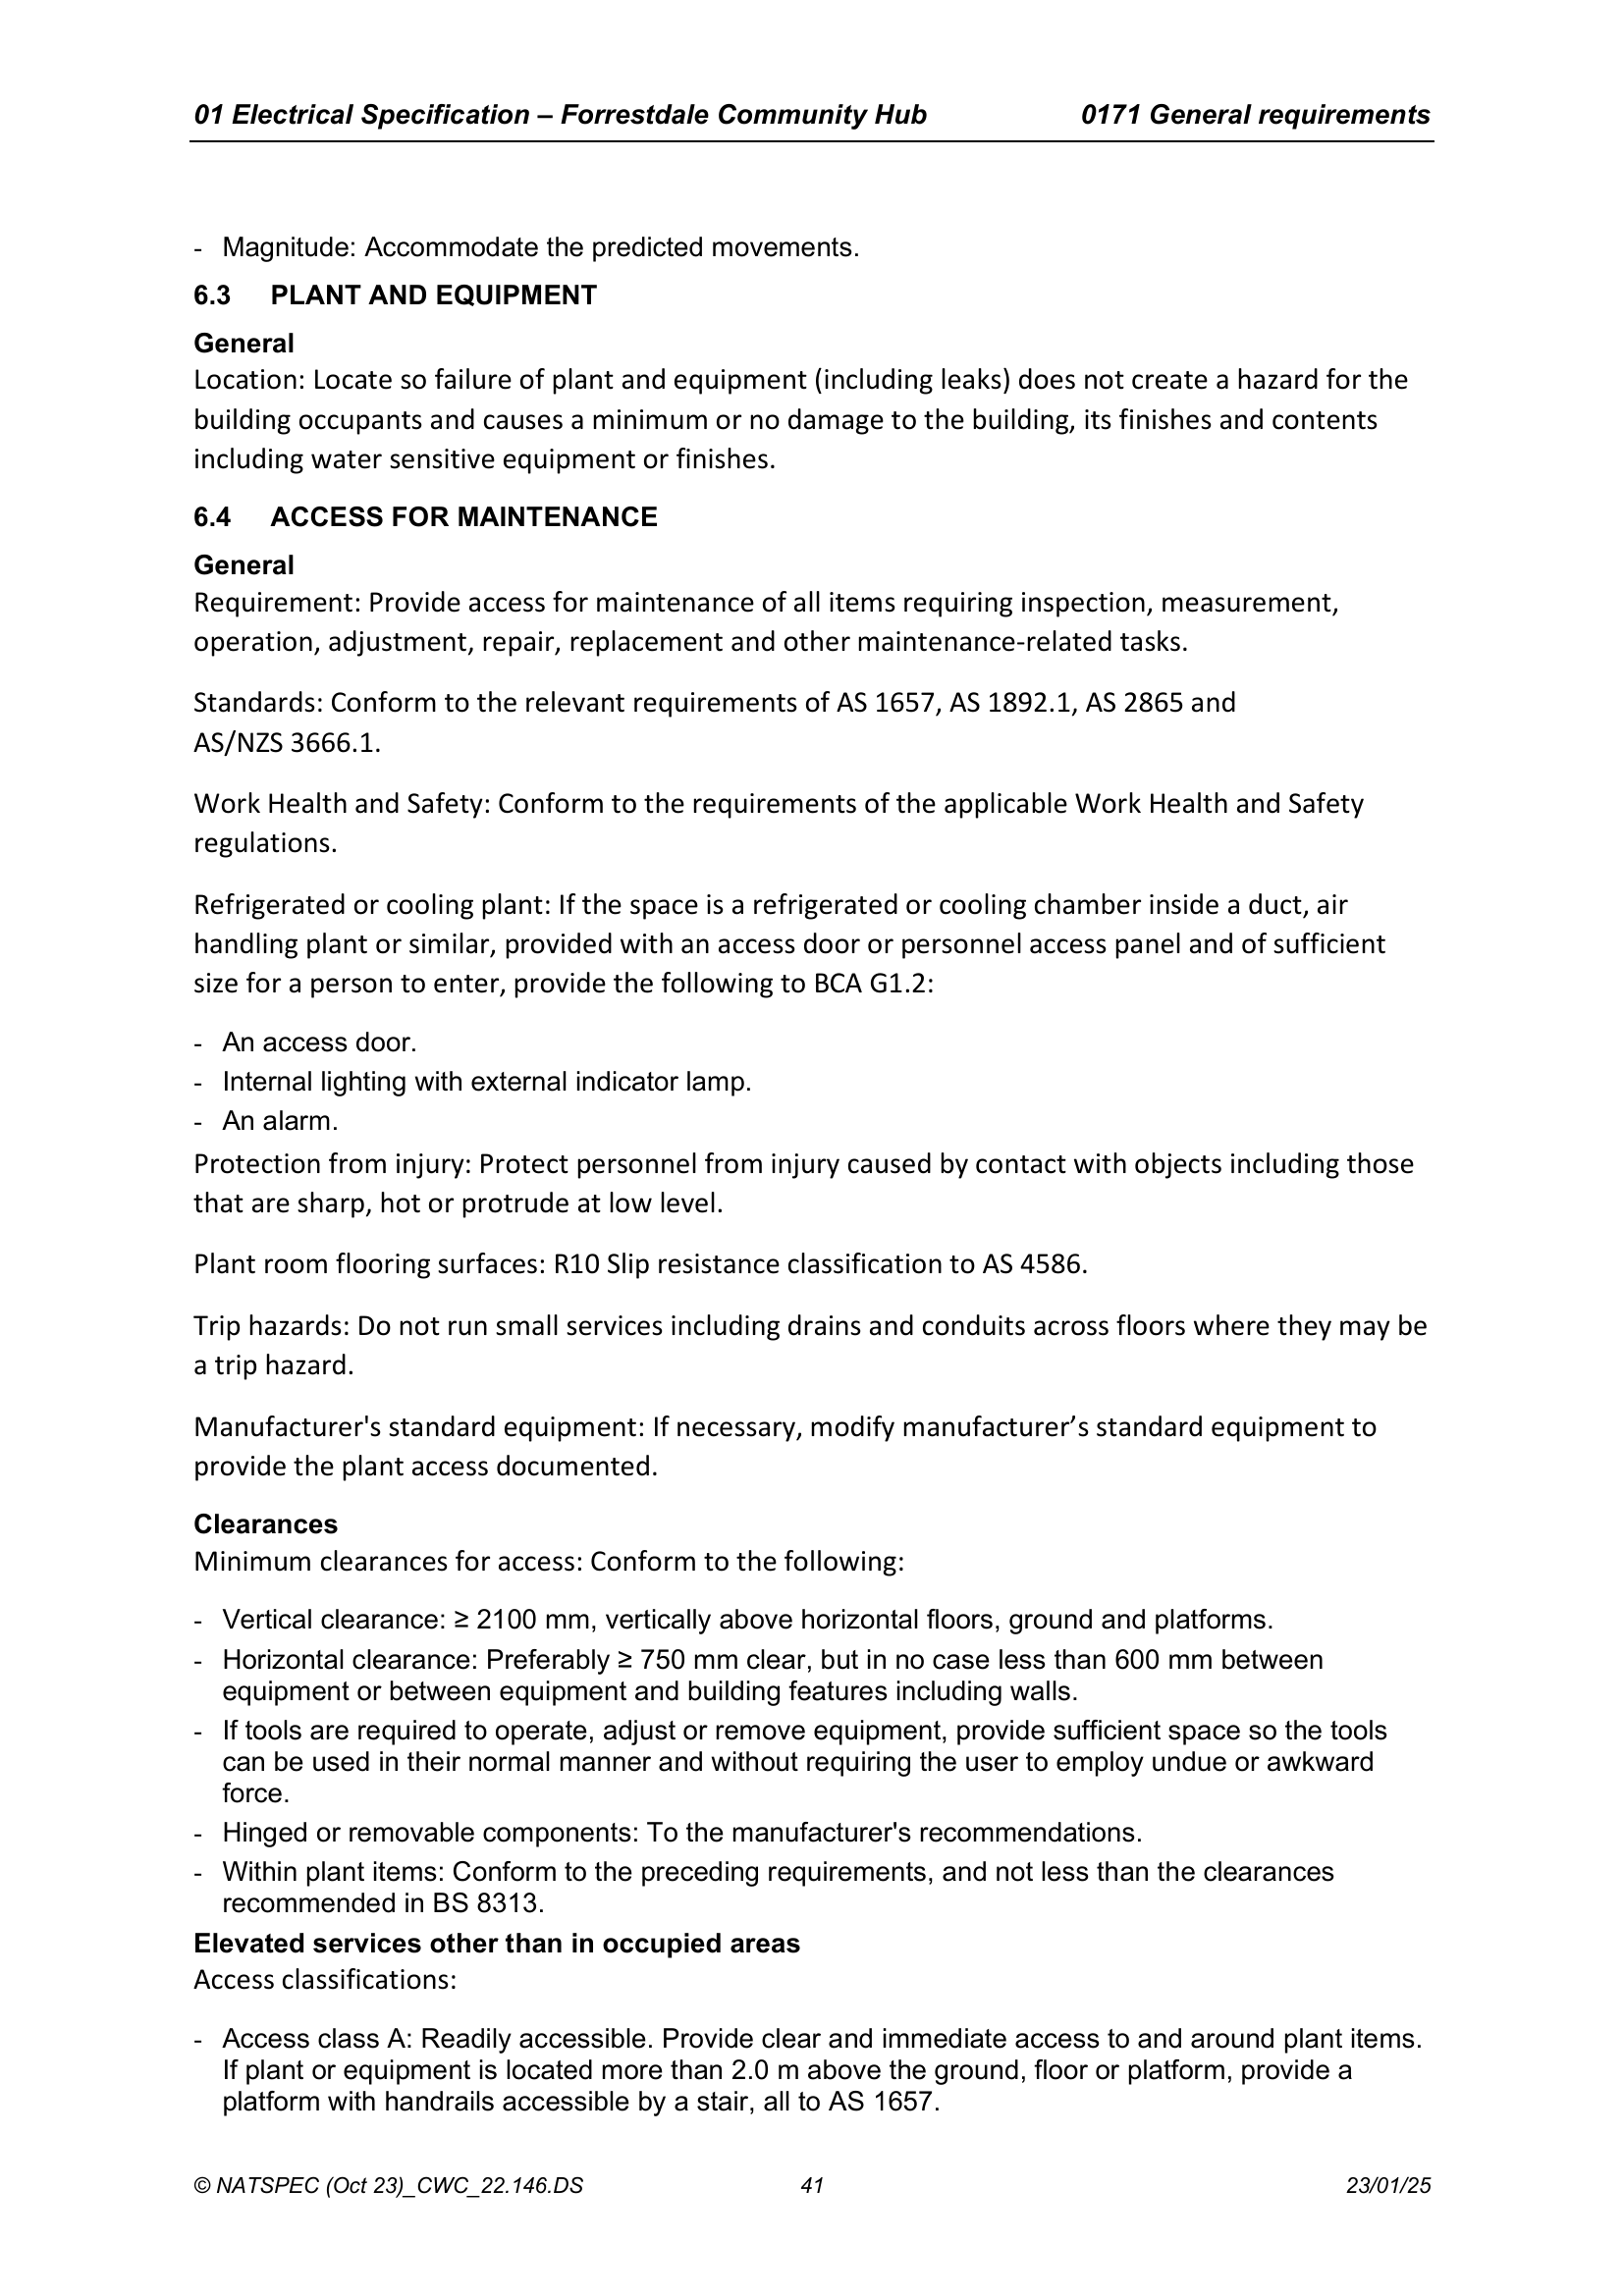 01 Electrical Specification – Forrestdale Community Hub 0171 General requirements
- Magnitude: Accommodate the predicted movements.
6.3 PLANT AND EQUIPMENT
General
Location: Locate so failure of plant and equipment (including leaks) does not create a hazard for the
building occupants and causes a minimum or no damage to the building, its finishes and contents
including water sensitive equipment or finishes.
6.4 ACCESS FOR MAINTENANCE
General
Requirement: Provide access for maintenance of all items requiring inspection, measurement,
operation, adjustment, repair, replacement and other maintenance-related tasks.
Standards: Conform to the relevant requirements of AS 1657, AS 1892.1, AS 2865 and
AS/NZS 3666.1.
Work Health and Safety: Conform to the requirements of the applicable Work Health and Safety
regulations.
Refrigerated or cooling plant: If the space is a refrigerated or cooling chamber inside a duct, air
handling plant or similar, provided with an access door or personnel access panel and of sufficient
size for a person to enter, provide the following to BCA G1.2:
- An access door.
- Internal lighting with external indicator lamp.
- An alarm.
Protection from injury: Protect personnel from injury caused by contact with objects including those
that are sharp, hot or protrude at low level.
Plant room flooring surfaces: R10 Slip resistance classification to AS 4586.
Trip hazards: Do not run small services including drains and conduits across floors where they may be
a trip hazard.
Manufacturer's standard equipment: If necessary, modify manufacturer’s standard equipment to
provide the plant access documented.
Clearances
Minimum clearances for access: Conform to the following:
- Vertical clearance: ≥ 2100 mm, vertically above horizontal floors, ground and platforms.
- Horizontal clearance: Preferably ≥ 750 mm clear, but in no case less than 600 mm between
equipment or between equipment and building features including walls.
- If tools are required to operate, adjust or remove equipment, provide sufficient space so the tools
can be used in their normal manner and without requiring the user to employ undue or awkward
force.
- Hinged or removable components: To the manufacturer's recommendations.
- Within plant items: Conform to the preceding requirements, and not less than the clearances
recommended in BS 8313.
Elevated services other than in occupied areas
Access classifications:
- Access class A: Readily accessible. Provide clear and immediate access to and around plant items.
If plant or equipment is located more than 2.0 m above the ground, floor or platform, provide a
platform with handrails accessible by a stair, all to AS 1657.
© NATSPEC (Oct 23)_CWC_22.146.DS 41 23/01/25